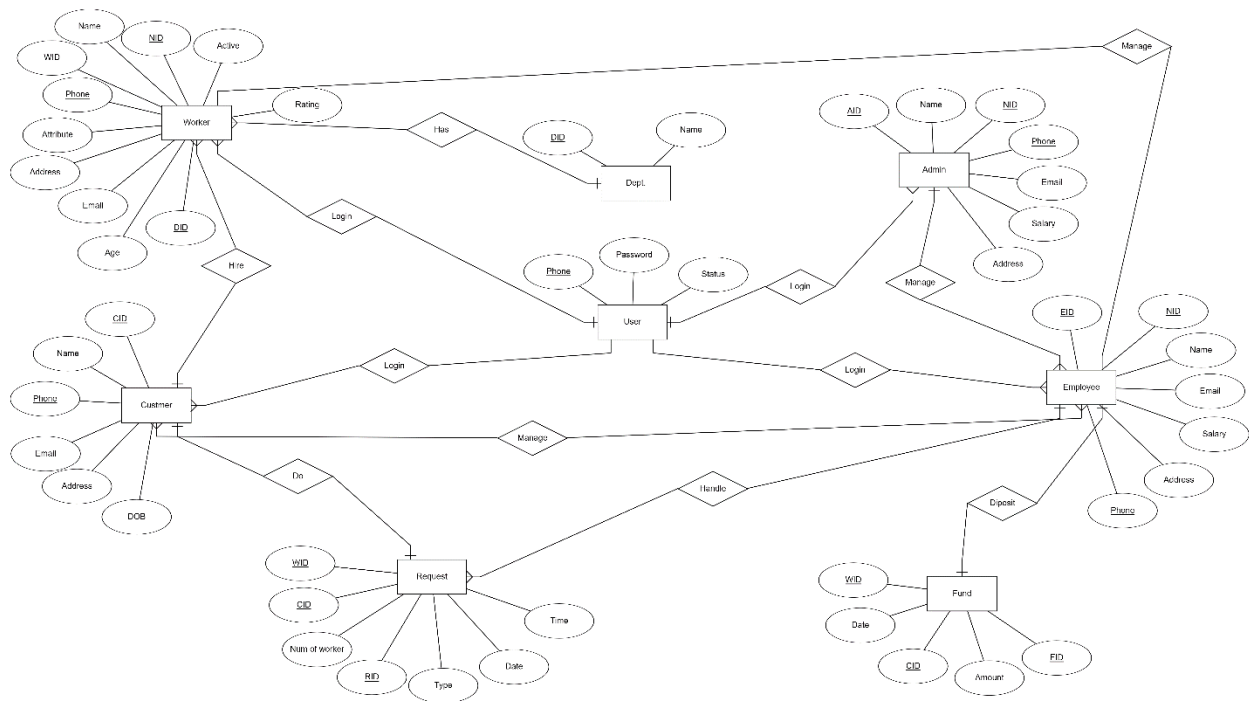 Name
NID
Active
Manage
WID
Phone
Rating
Worker
Attribute
Has
Name
DID
AID
Name
NID
Phone
Address
Admin
Email
Dept.
Email
DID
Login
Salary
Age
Password
Address
Hire
Phone
Status
Login
Manage
CID
User
EID
NID
Name
Name
Login
Login
Employee
Email
Phone
Custmer
Manage
Salary
Email
Address
Do
Handle
Address
DOB
Diposit
Phone
WID
Request
WID
Fund
CID
Time
Date
Num of worker
Date
FID
RID
Type
CID
Amount